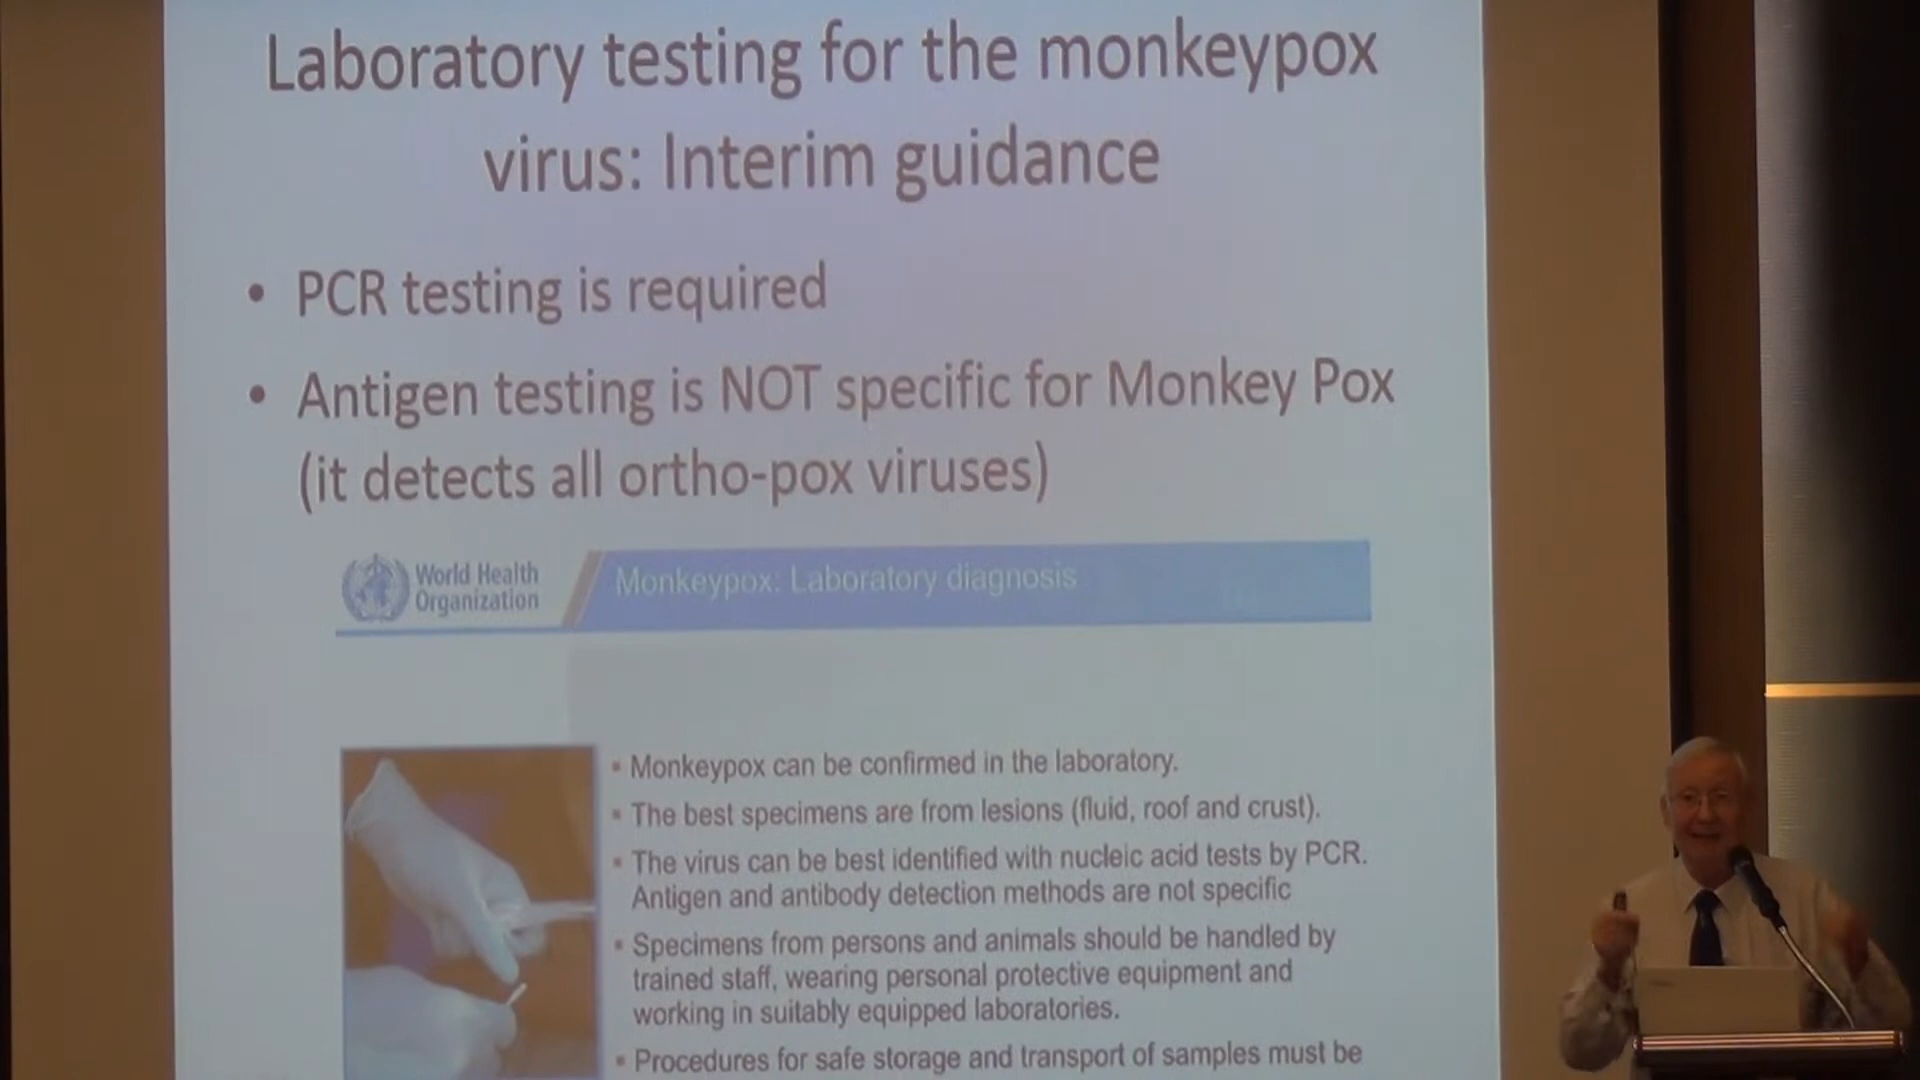 Laboratory testing for the monkeypox
virus: Interim guidance
• PCR testing is required
• Antigen testing is NOT specific for Monkey Pox
(it detects all ortho-pox viruses)
World Health
Organization
Monkeypox: Laboratory diagnosis
▪ Monkeypox can be confirmed in the laboratory.
▪ The best specimens are from lesions (fluid, roof and crust).
▪ The virus can be best identified with nucleic acid tests by PCR.
Antigen and antibody detection methods are not specific
▪ Specimens from persons and animals should be handled by
trained staff, wearing personal protective equipment and
working in suitably equipped laboratories.
▪ Procedures for safe storage and transport of samples must be